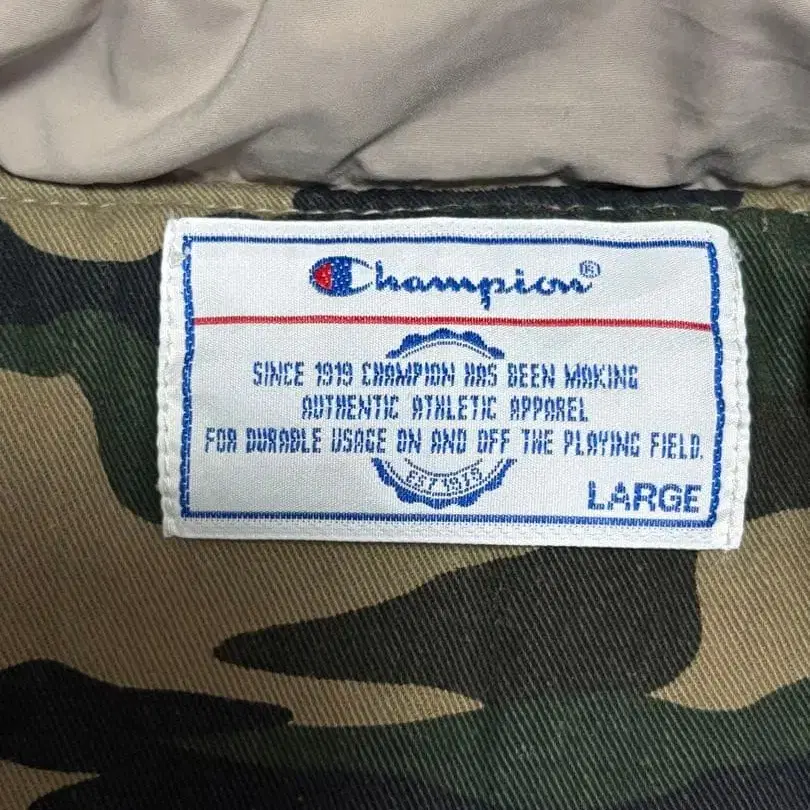 Champion®
SINCE 1919 CHAMPION HAS BEEN MAKING
AUTHENTIC ATHLETIC APPAREL
FOR DURABLE USAGE ON AND OFF THE PLAYING FIELD.
EST 1919
LARGE